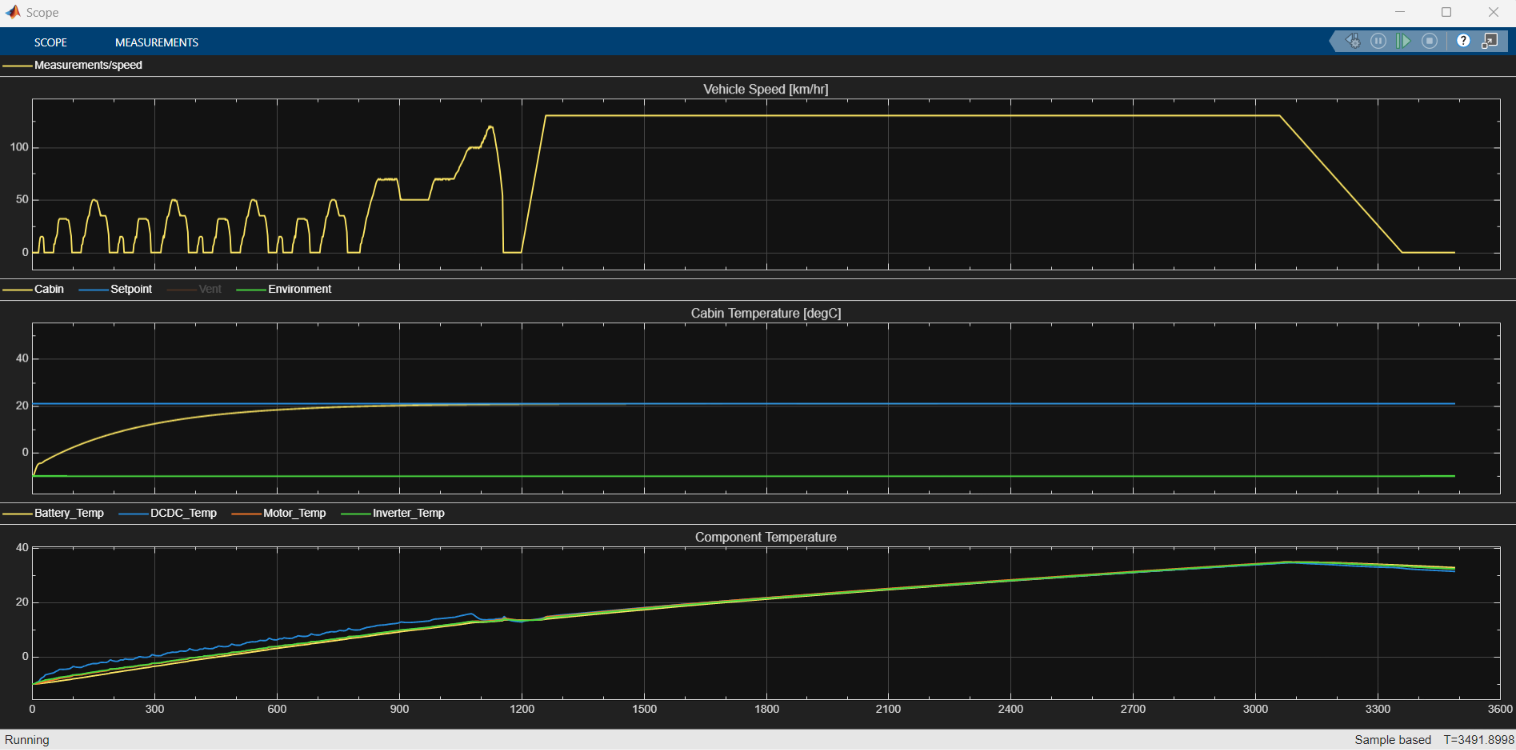 Scope
SCOPE MEASUREMENTS
?
Measurements/speed
Vehicle Speed [km/hr]
100
50
0
Cabin Setpoint Vent Environment
Cabin Temperature [degC]
40
20
0
Battery_Temp DCDC_Temp Motor_Temp Inverter_Temp
Component Temperature
40
20
0
0 300 600 900 1200 1500 1800 2100 2400 2700 3000 3300 3600
Running Sample based T=3491.8998